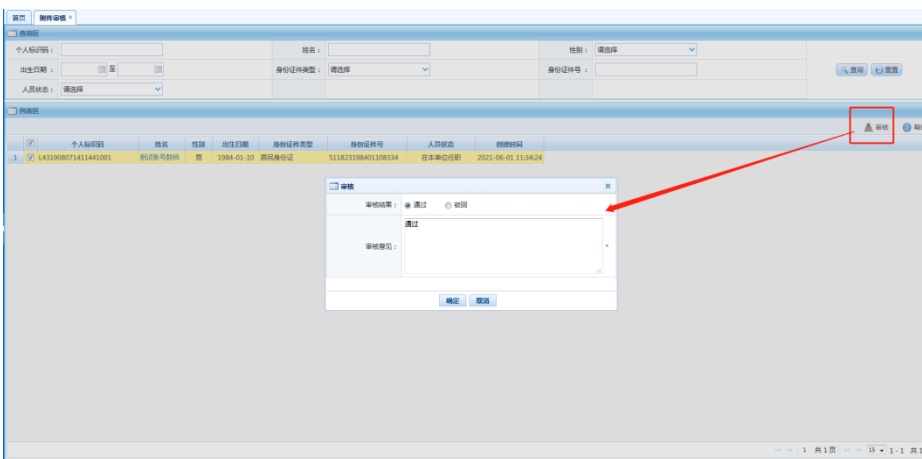 首页 附件审核 ×
查询区
个人标识码： 姓名： 性别： 请选择
出生日期： 至 身份证件类型： 请选择 身份证件号： 查询 重置
人员状态： 请选择
列表区
审核
个人标识码 姓名 性别 出生日期 身份证件类型 身份证件号 人员状态 创建时间
1 L431908071411441001 测试账号教师 男 1984-01-10 居民身份证 511823198401108334 在本单位任职 2021-06-01 11:34:24
审核
审核结果： 通过 驳回
通过
审核意见： *
确定 取消
1 共1页 15 1-1 共1